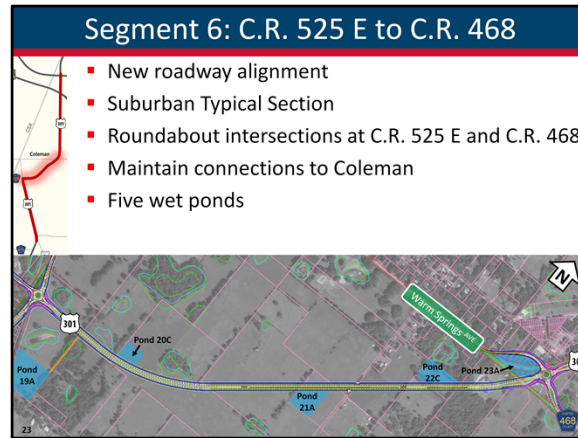 Segment 6: C.R. 525 E to C.R. 468
▪ New roadway alignment
▪ Suburban Typical Section
▪ Roundabout intersections at C.R. 525 E and C.R. 468
▪ Maintain connections to Coleman
▪ Five wet ponds
301
Coleman
301
N
Warm Springs AVE
301
Pond 20C
Pond
19A
Pond
21A
Pond
22C
Pond 23A
30
468
23